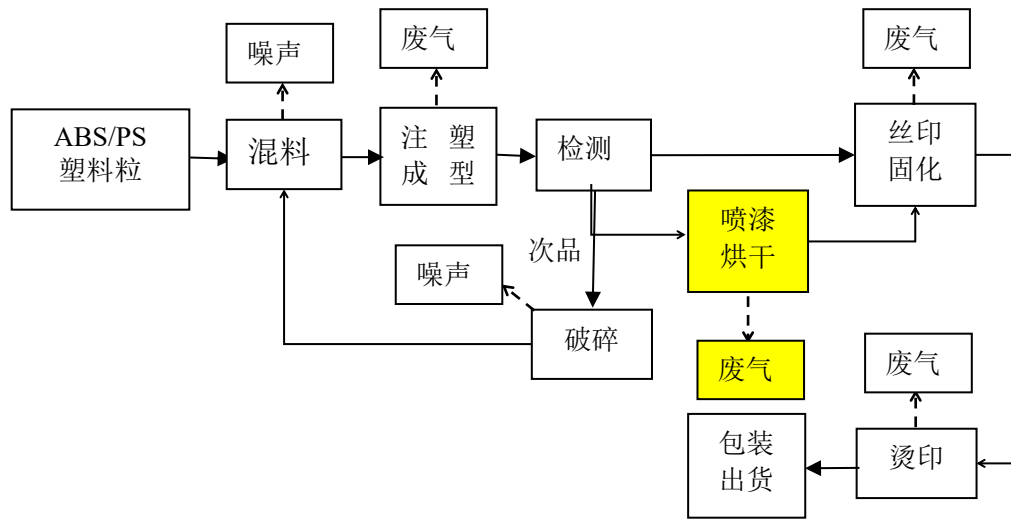 噪声
废气
废气
ABS/PS
塑料粒
混料
注 塑
成 型
检测
丝印
固化
噪声
次品
喷漆
烘干
破碎
废气
废气
包装
出货
烫印